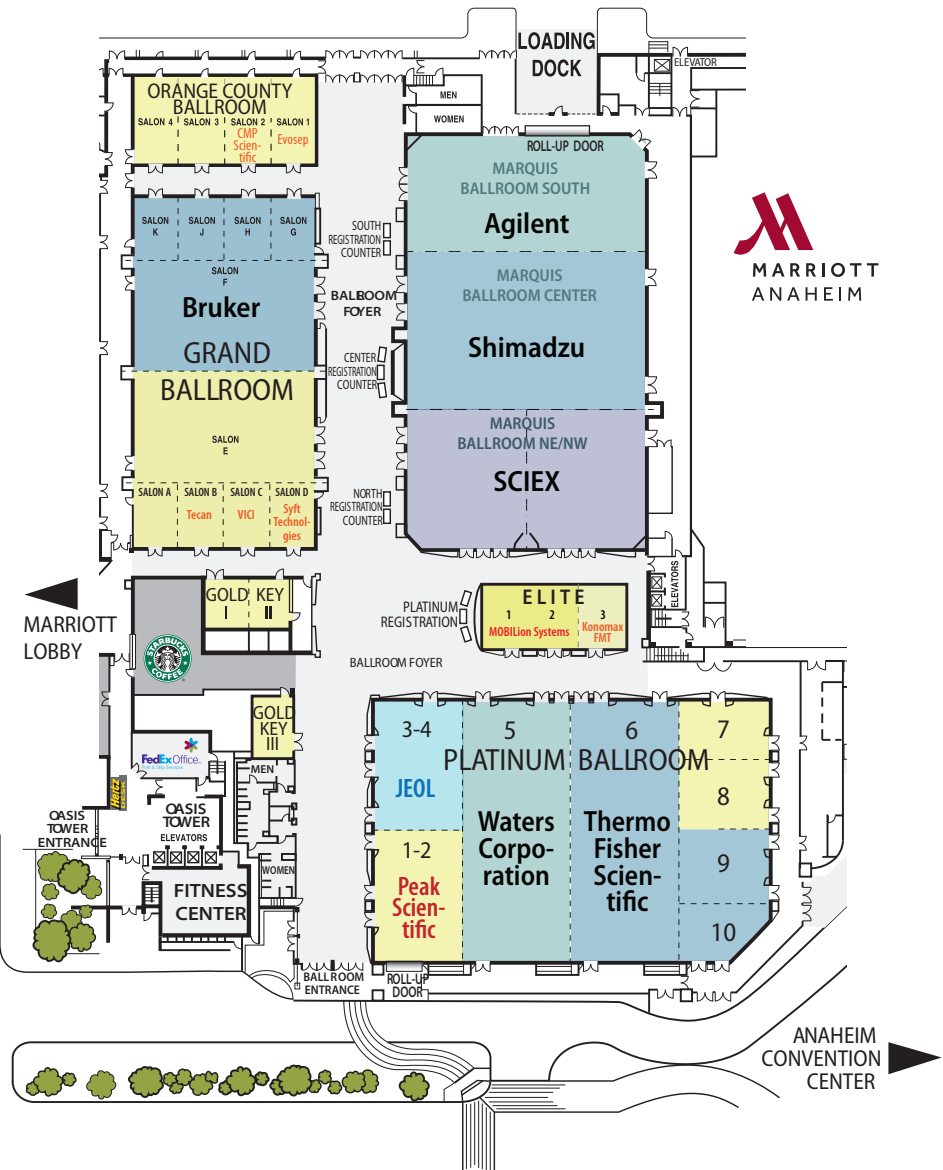 LOADING
DOCK
ELEVATOR
MEN
WOMEN
ROLL-UP DOOR
ORANGE COUNTY
BALLROOM
SALON 4
SALON 3
SALON 2
SALON 1
CMP
Scien-
tific
Evosep
MARQUIS
BALLROOM SOUTH
Agilent
SALON
K
SALON
J
SALON
H
SALON
G
SOUTH
REGISTRATION
COUNTER
SALON
F
Bruker
GRAND
BALLROOM
BALLROOM
FOYER
MARQUIS
BALLROOM CENTER
Shimadzu
MARRIOTT
ANAHEIM
CENTER
REGISTRATION
COUNTER
SALON
E
MARQUIS
BALLROOM NE/NW
SCIEX
SALON A
SALON B
SALON C
SALON D
Tecan
VICI
Syft
Technol-
gies
NORTH
REGISTRATION
COUNTER
MARRIOTT
LOBBY
GOLD KEY
I II
STARBUCKS
COFFEE
PLATINUM
REGISTRATION
ELITE
1 2 3
MOBILion Systems
Konomax
FMT
ELEVATORS
BALLROOM FOYER
GOLD
KEY
III
FedEx Office
Print & Ship Services
MEN
Hertz
DESK
OASIS
TOWER
ENTRANCE
OASIS
TOWER
ELEVATORS
WOMEN
FITNESS
CENTER
3-4
5
6
7
PLATINUM BALLROOM
JEOL
8
Waters
Corpo-
ration
Thermo
Fisher
Scien-
tific
1-2
Peak
Scien-
tific
9
10
BALLROOM
ENTRANCE
ROLL-UP
DOOR
ANAHEIM
CONVENTION
CENTER